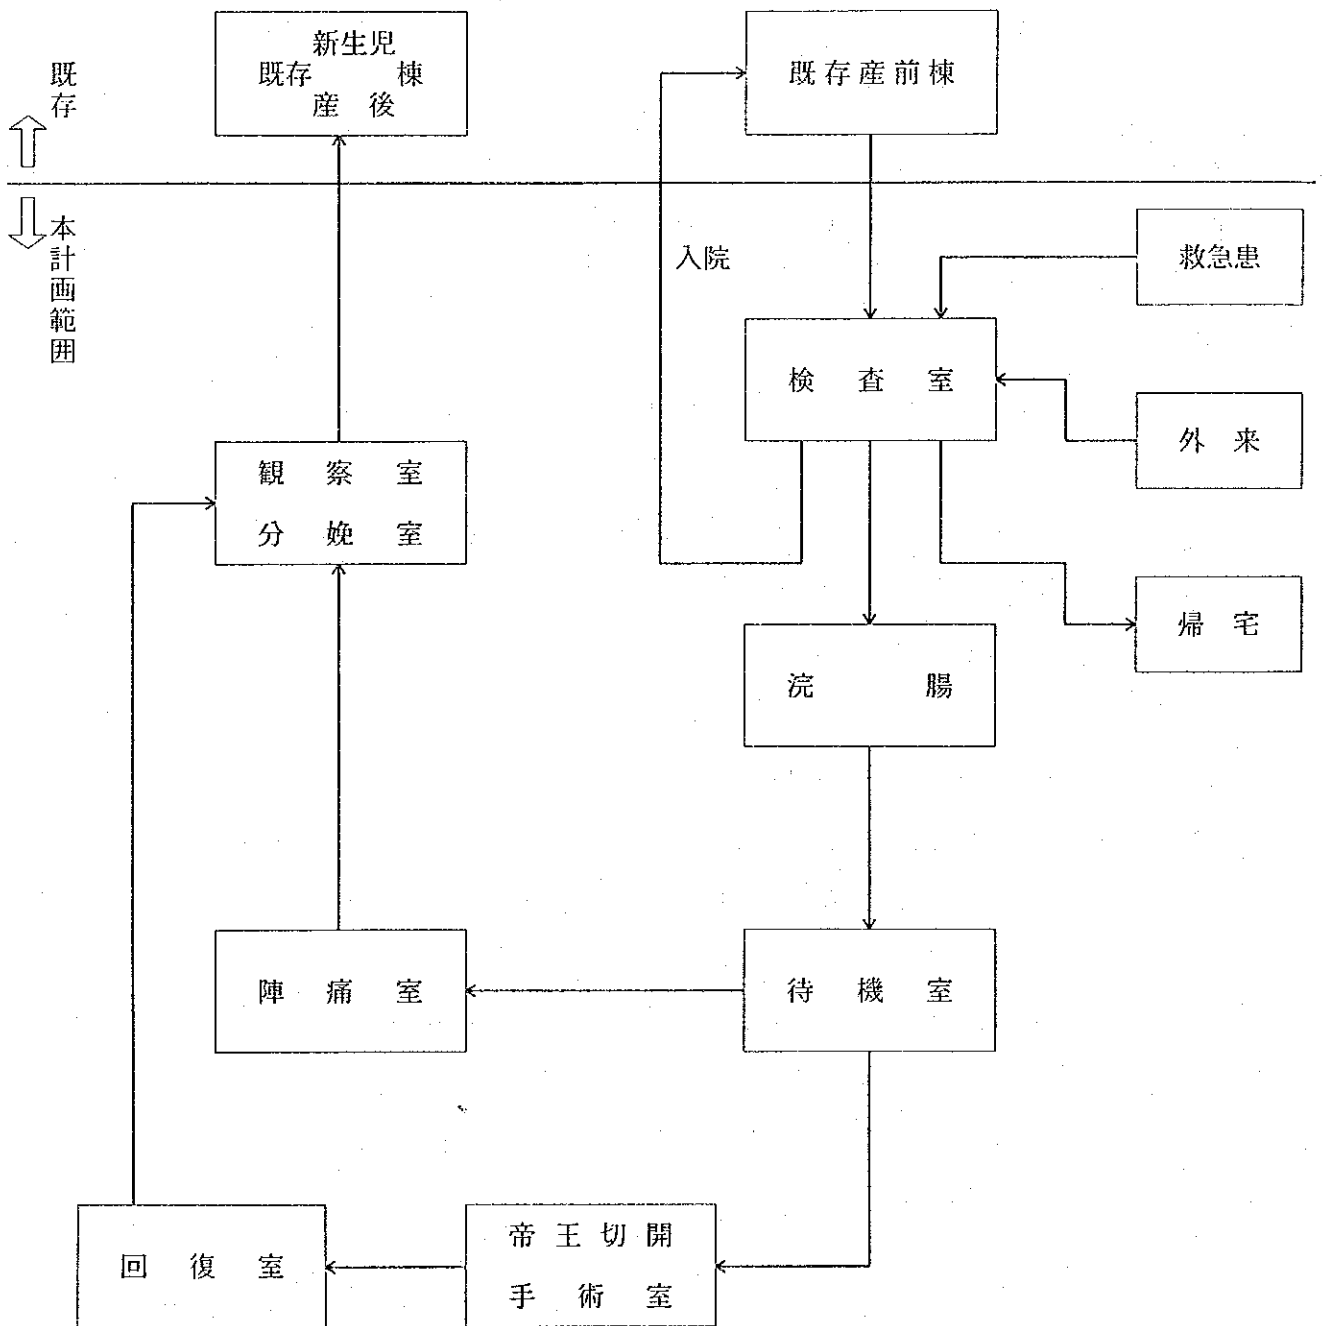 新生児
既存 棟
産後
既存産前棟
既存
本計画範囲
入院
救急患
検査室
外来
観察室
分娩室
帰宅
浣腸
陣痛室
待機室
帝王切開
手術室
回復室